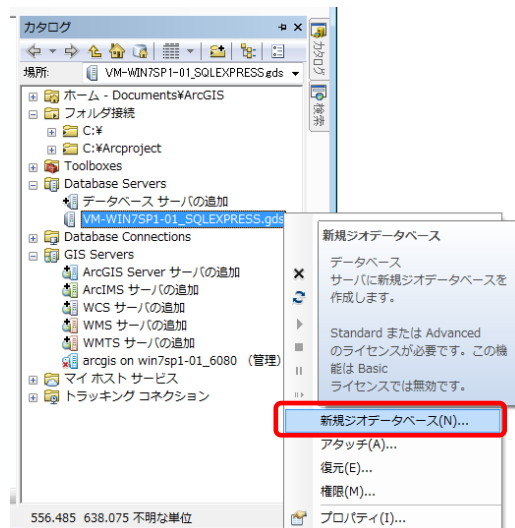 カタログ
場所: VM-WIN7SP1-01_SQLEXPRESS.gds
カタログ
検索
ホーム - Documents¥ArcGIS
フォルダ接続
C:¥
C:¥Arcproject
Toolboxes
Database Servers
データベース サーバの追加
VM-WIN7SP1-01_SQLEXPRESS.gds
Database Connections
GIS Servers
ArcGIS Server サーバの追加
ArcIMS サーバの追加
WCS サーバの追加
WMS サーバの追加
WMTS サーバの追加
arcgis on win7sp1-01_6080 (管理)
マイ ホスト サービス
トラッキング コネクション
新規ジオデータベース
データベース
サーバに新規ジオデータベースを
作成します。
Standard または Advanced
のライセンスが必要です。この機
能は Basic
ライセンスでは無効です。
新規ジオデータベース(N)...
アタッチ(A)...
復元(E)...
権限(M)...
プロパティ(I)...
556.485 638.075 不明な単位